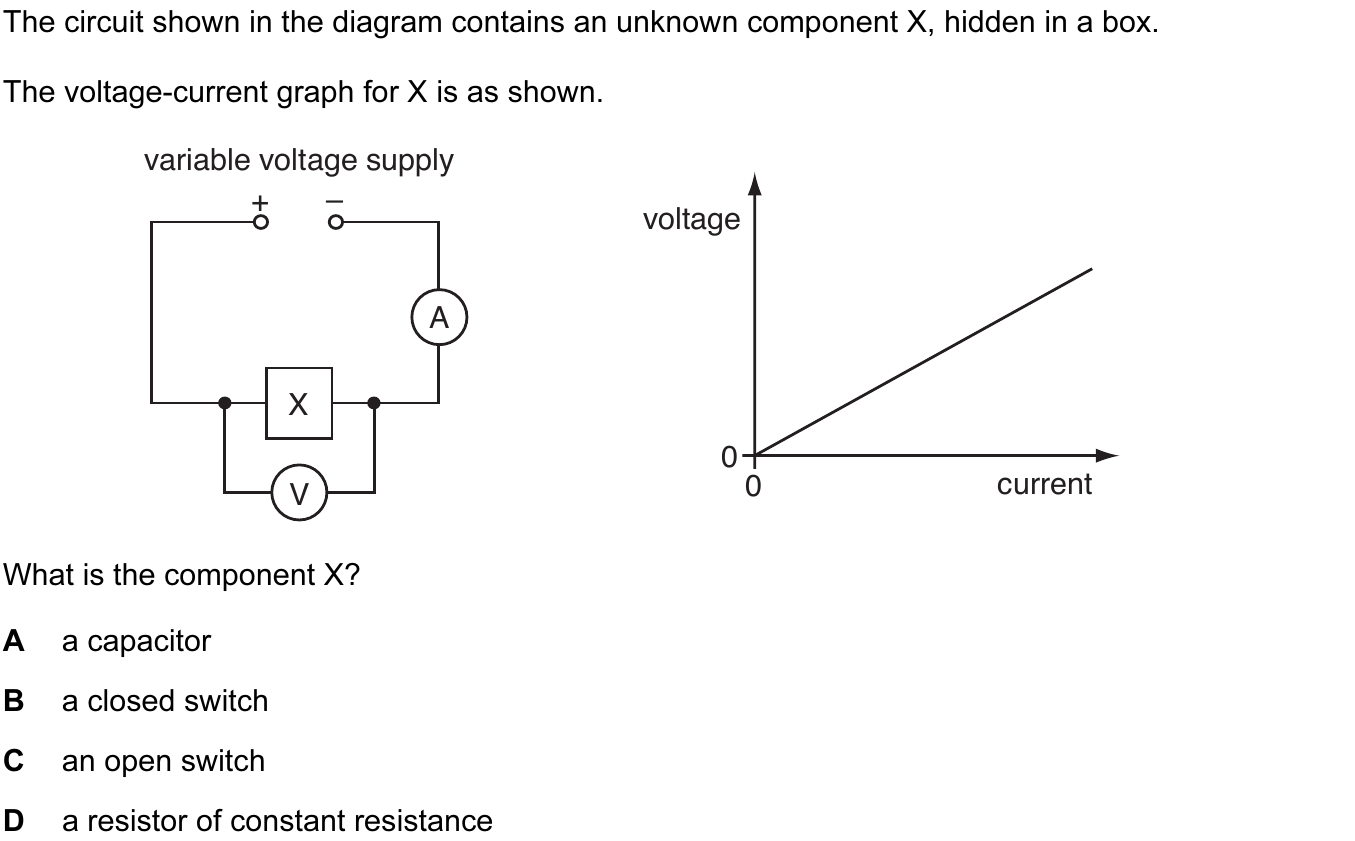 The circuit shown in the diagram contains an unknown component X, hidden in a box.
The voltage-current graph for X is as shown.
variable voltage supply
+ –
A
X
V
voltage
0
0
current
What is the component X?
A a capacitor
B a closed switch
C an open switch
D a resistor of constant resistance